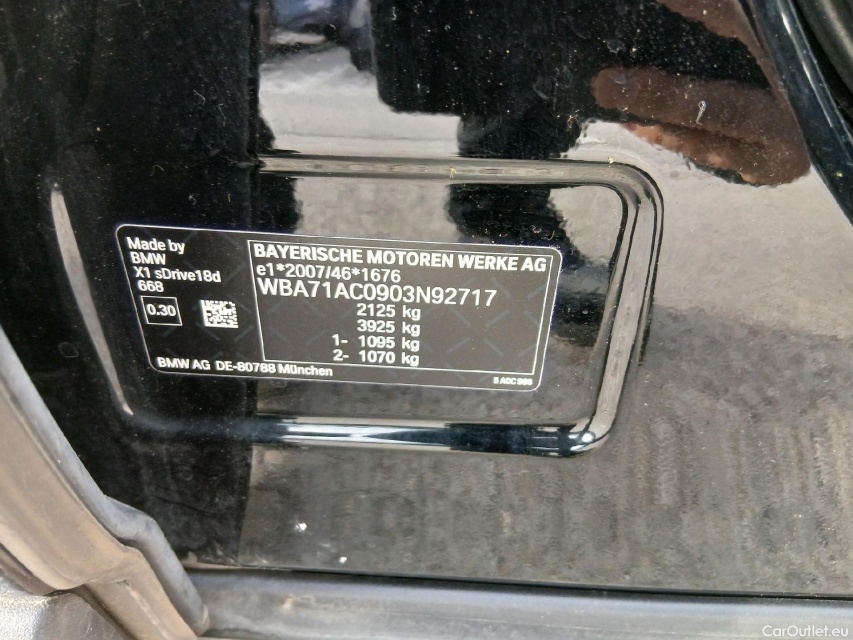 Made by
BMW
X1 sDrive18d
668
0.30
BAYERISCHE MOTOREN WERKE AG
e1*2007/46*1676
WBA71AC0903N92717
2125 kg
3925 kg
1- 1095 kg
2- 1070 kg
BMW AG DE-80788 München
CarOutlet.eu